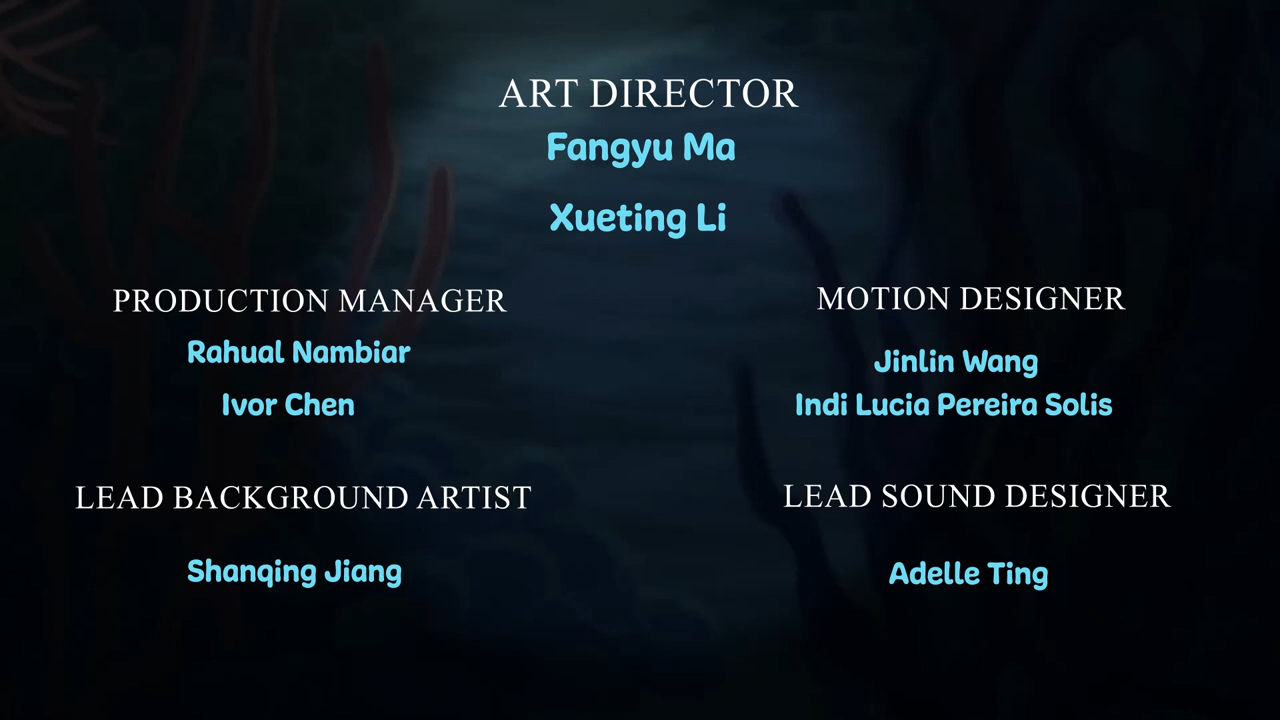 ART DIRECTOR
Fangyu Ma
Xueting Li
PRODUCTION MANAGER
Rahual Nambiar
Ivor Chen
MOTION DESIGNER
Jinlin Wang
Indi Lucia Pereira Solis
LEAD BACKGROUND ARTIST
Shanqing Jiang
LEAD SOUND DESIGNER
Adelle Ting